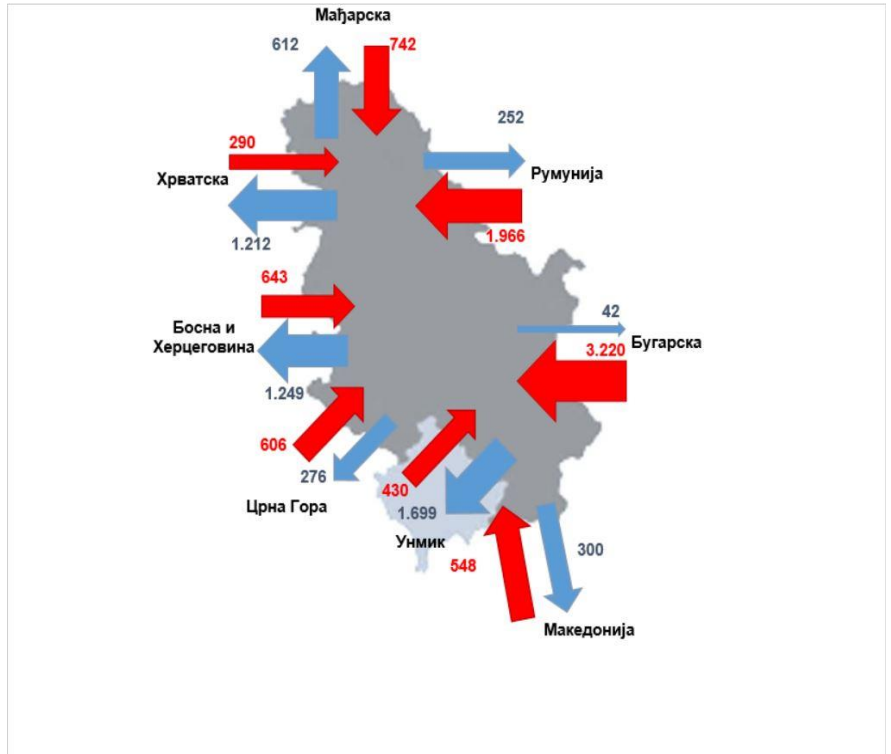 Мађарска
612
742
252
290
Хрватска
Румунија
1.212
1.966
643
42
Босна и
Херцеговина
Бугарска
3.220
1.249
606
276
430
Црна Гора
1.699
Унмик
548
300
Македонија